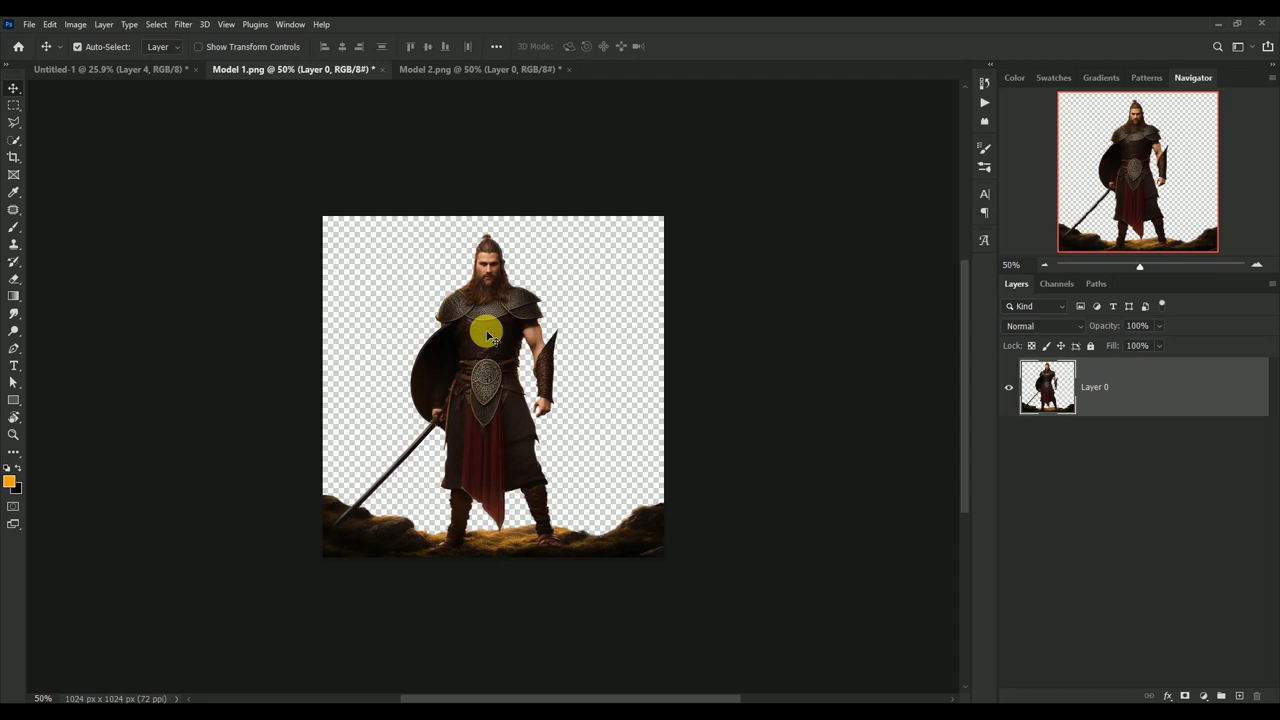 Ps File Edit Image Layer Type Select Filter 3D View Plugins Window Help
Auto-Select: Layer Show Transform Controls 3D Mode:
Untitled-1 @ 25.9% (Layer 4, RGB/8) * × Model 1.png @ 50% (Layer 0, RGB/8#) * × Model 2.png @ 50% (Layer 0, RGB/8#) * ×
Color Swatches Gradients Patterns Navigator
50%
Layers Channels Paths
Kind
Normal Opacity: 100%
Lock: Fill: 100%
Layer 0
50% 1024 px x 1024 px (72 ppi)